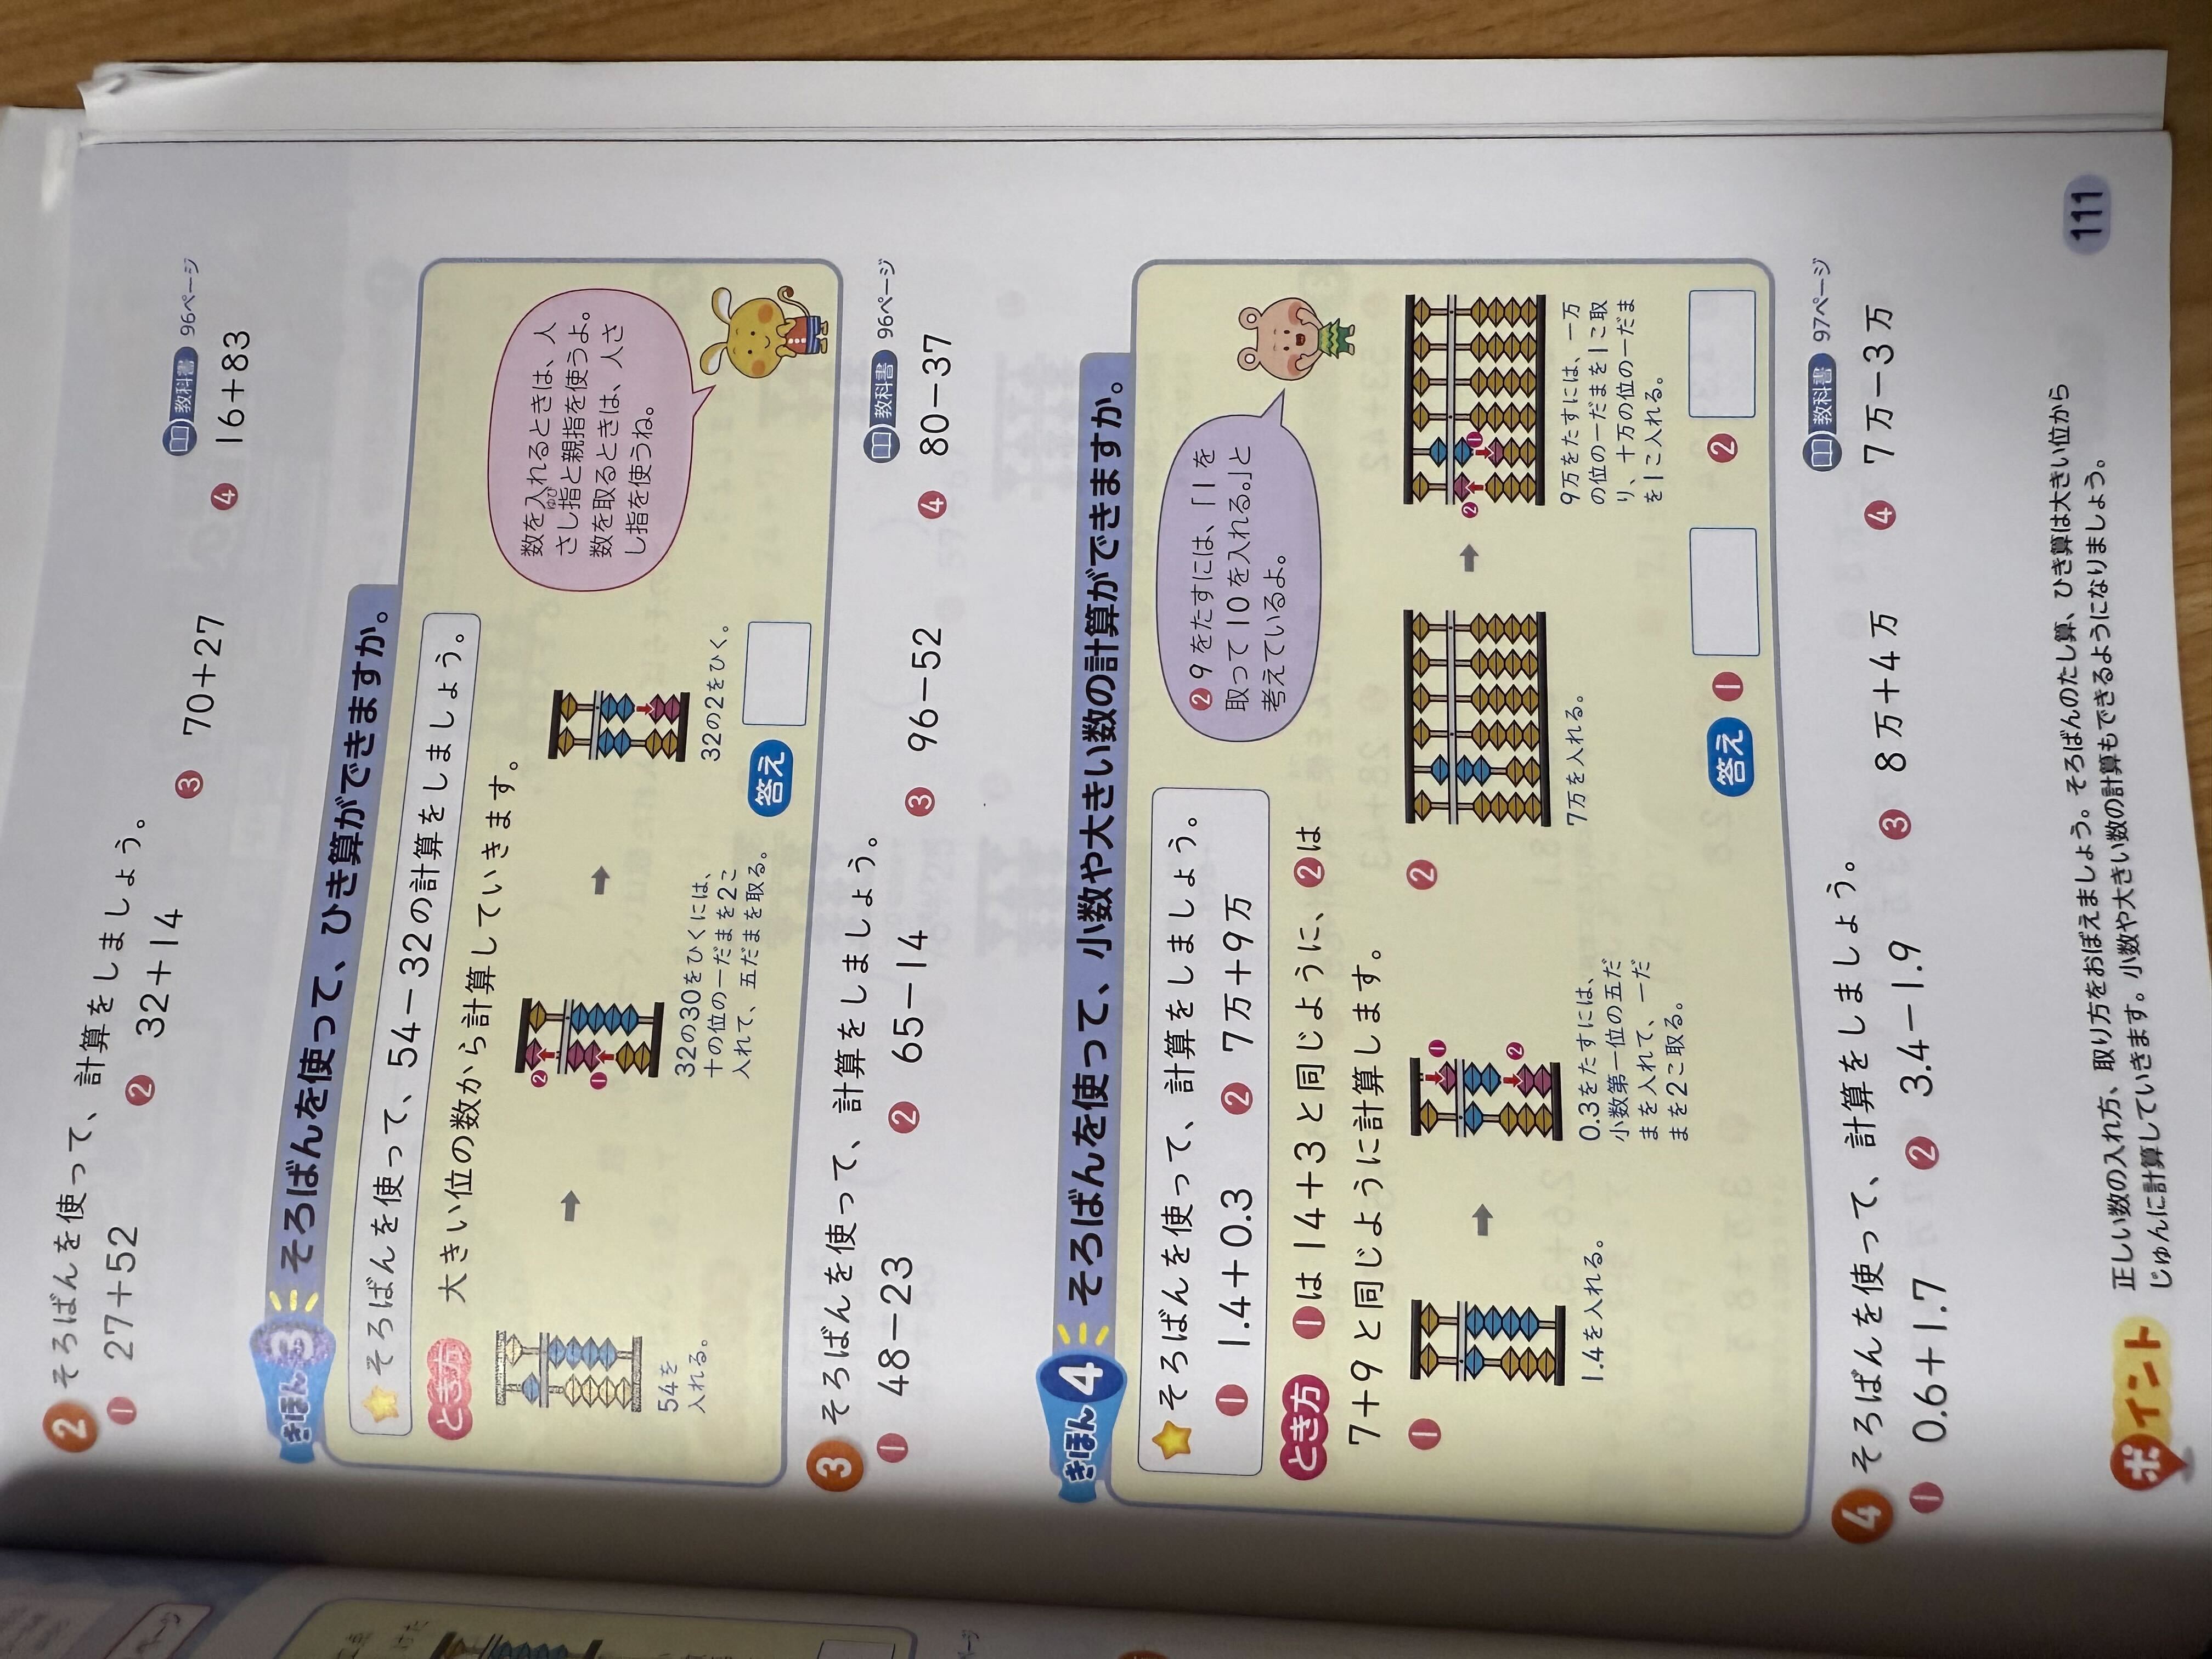 2 そろばんを使って、計算をしましょう。
教科書 96ページ
① 27+52
② 32+14
③ 70+27
④ 16+83
きほん 3 そろばんを使って、ひき算ができますか。
そろばんを使って、54-32の計算をしましょう。
とき方 大きい位の数から計算していきます。
数を入れるときは、人
さし指と親指を使うよ。
ゆび
数を取るときは、人さ
し指を使うね。
54を
入れる。
❷
❶
32の30をひくには、
十の位の一だまを2こ
入れて、五だまを取る。
32の2をひく。
答え
3 そろばんを使って、計算をしましょう。
教科書 96ページ
① 48-23
② 65-14
③ 96-52
④ 80-37
きほん 4 そろばんを使って、小数や大きい数の計算ができますか。
そろばんを使って、計算をしましょう。
① 1.4+0.3 ② 7万+9万
とき方 ①は14+3と同じように、②は
7+9と同じように計算します。
②9をたすには、「1を
取って10を入れる。」と
考えているよ。
①
1.4を入れる。
❶
❷
0.3をたすには、
小数第一位の五だ
まを入れて、一だ
まを2こ取る。
②
7万を入れる。
❶
❷
9万をたすには、一万
の位の一だまを1こ取
り、十万の位の一だま
を1こ入れる。
答え ① ②
4 そろばんを使って、計算をしましょう。
教科書 97ページ
① 0.6+1.7
② 3.4-1.9
③ 8万+4万
④ 7万-3万
ポイント
正しい数の入れ方、取り方をおぼえましょう。そろばんのたし算、ひき算は大きい位から
じゅんに計算していきます。小数や大きい数の計算もできるようになりましょう。
111